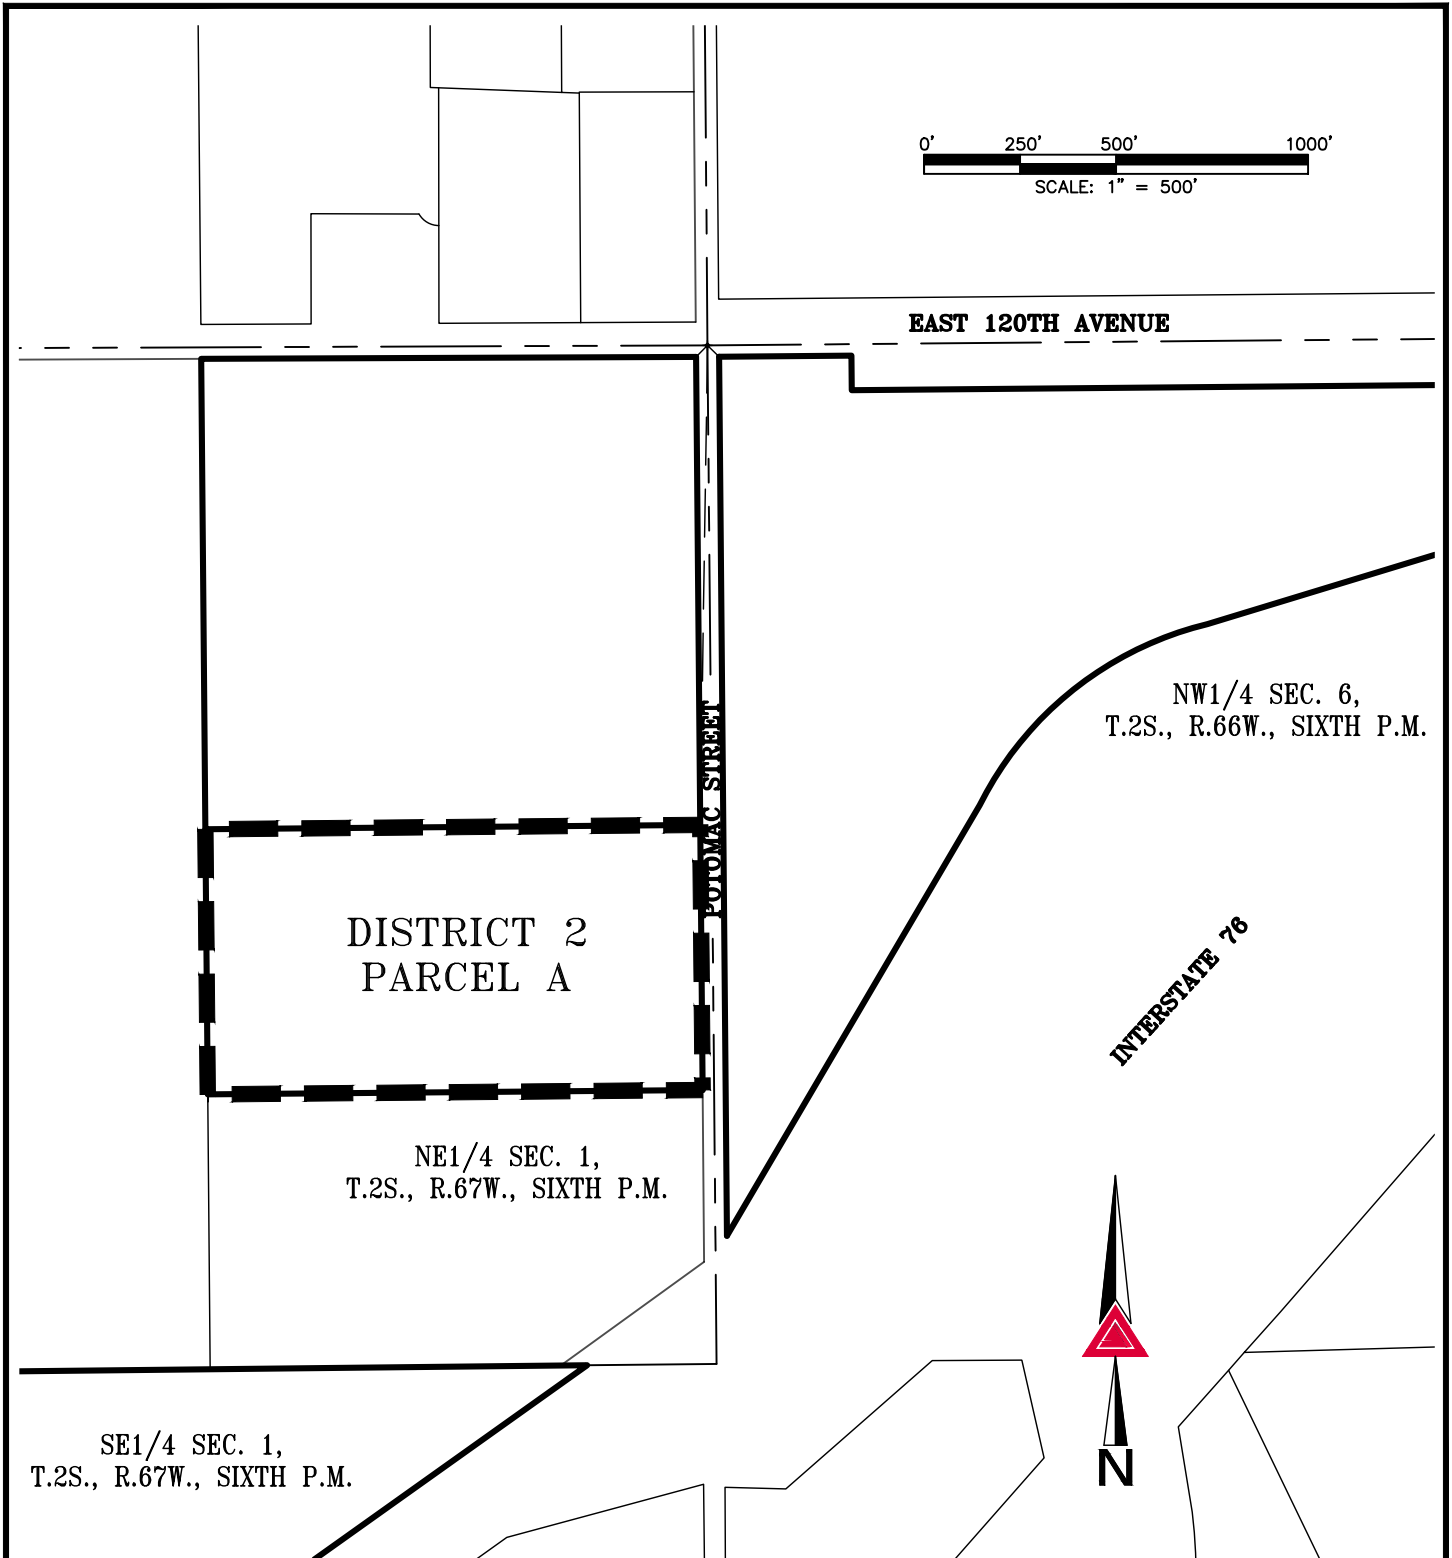 0' 250' 500' 1000'
SCALE: 1" = 500'
EAST 120TH AVENUE
NW1/4 SEC. 6,
T.2S., R.66W., SIXTH P.M.
POTOMAC STREET
DISTRICT 2
PARCEL A
INTERSTATE 76
NE1/4 SEC. 1,
T.2S., R.67W., SIXTH P.M.
SE1/4 SEC. 1,
T.2S., R.67W., SIXTH P.M.
N